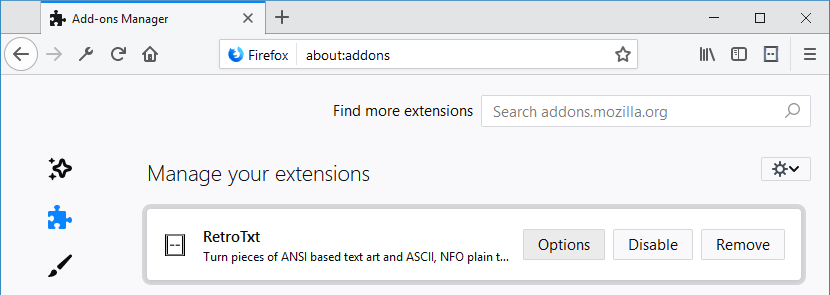 Add-ons Manager
Firefox about:addons
Find more extensions Search addons.mozilla.org
Manage your extensions
RetroTxt
Turn pieces of ANSI based text art and ASCII, NFO plain t...
Options Disable Remove